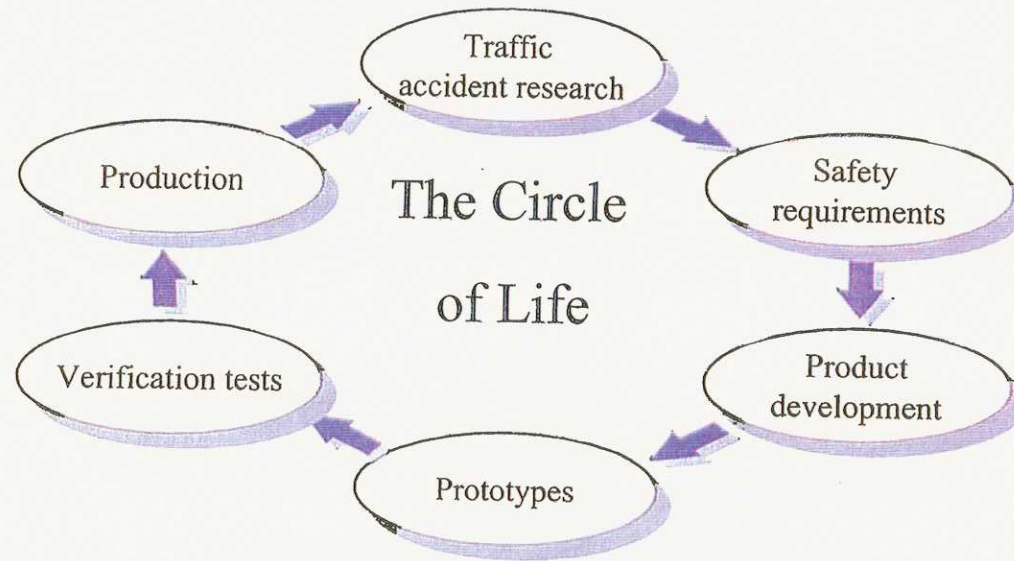 Traffic
accident research
Safety
requirements
Product
development
Prototypes
Verification tests
Production
The Circle
of Life